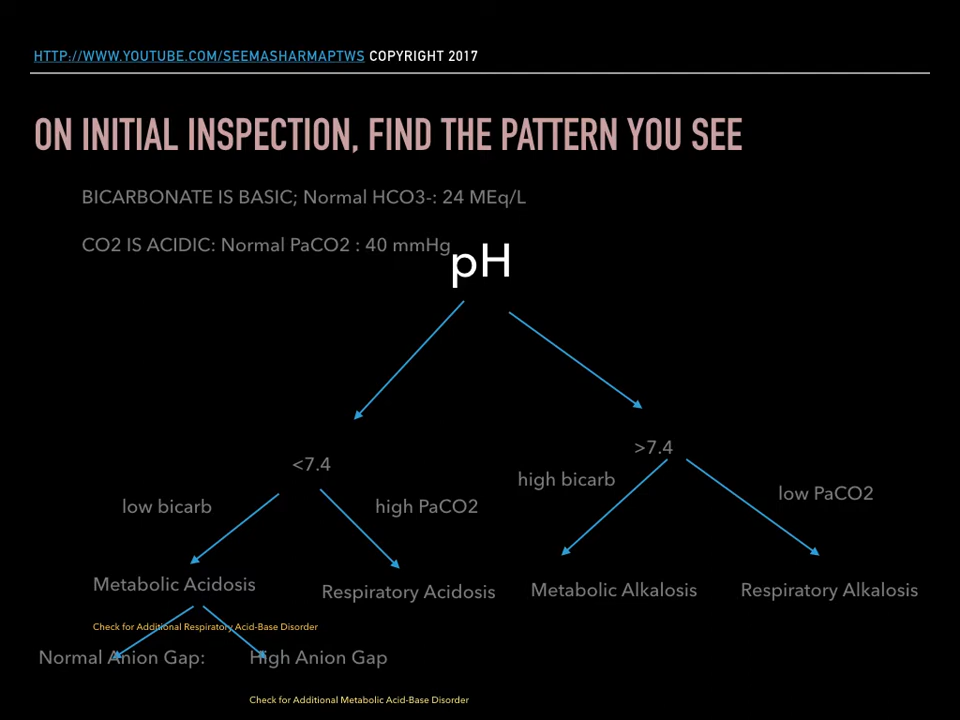 HTTP://WWW.YOUTUBE.COM/SEEMASHARMAPTWS COPYRIGHT 2017
ON INITIAL INSPECTION, FIND THE PATTERN YOU SEE
BICARBONATE IS BASIC; Normal HCO3-: 24 MEq/L
CO2 IS ACIDIC: Normal PaCO2 : 40 mmHg
pH
<7.4
>7.4
low bicarb
high PaCO2
high bicarb
low PaCO2
Metabolic Acidosis
Respiratory Acidosis
Metabolic Alkalosis
Respiratory Alkalosis
Check for Additional Respiratory Acid-Base Disorder
Normal Anion Gap:
High Anion Gap
Check for Additional Metabolic Acid-Base Disorder